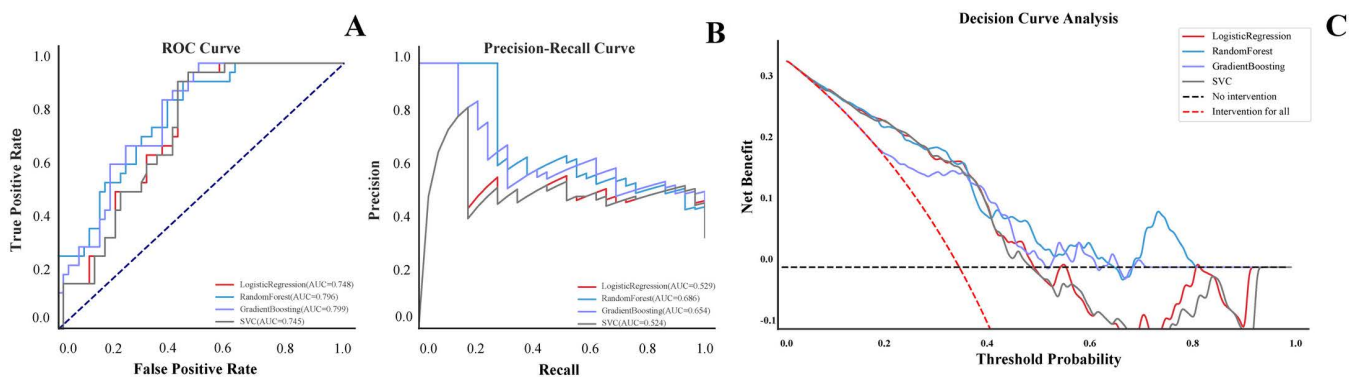 A
ROC Curve
True Positive Rate
1.0
0.8
0.6
0.4
0.2
0.0
LogisticRegression(AUC=0.748)
RandomForest(AUC=0.796)
GradientBoosting(AUC=0.799)
SVC(AUC=0.745)
0.0 0.2 0.4 0.6 0.8 1.0
False Positive Rate
B
Precision-Recall Curve
Precision
1.0
0.8
0.6
0.4
0.2
0.0
LogisticRegression(AUC=0.529)
RandomForest(AUC=0.686)
GradientBoosting(AUC=0.654)
SVC(AUC=0.524)
0.0 0.2 0.4 0.6 0.8 1.0
Recall
C
Decision Curve Analysis
LogisticRegression
RandomForest
GradientBoosting
SVC
No intervention
Intervention for all
Net Benefit
0.3
0.2
0.1
0.0
-0.1
0.0 0.2 0.4 0.6 0.8 1.0
Threshold Probability